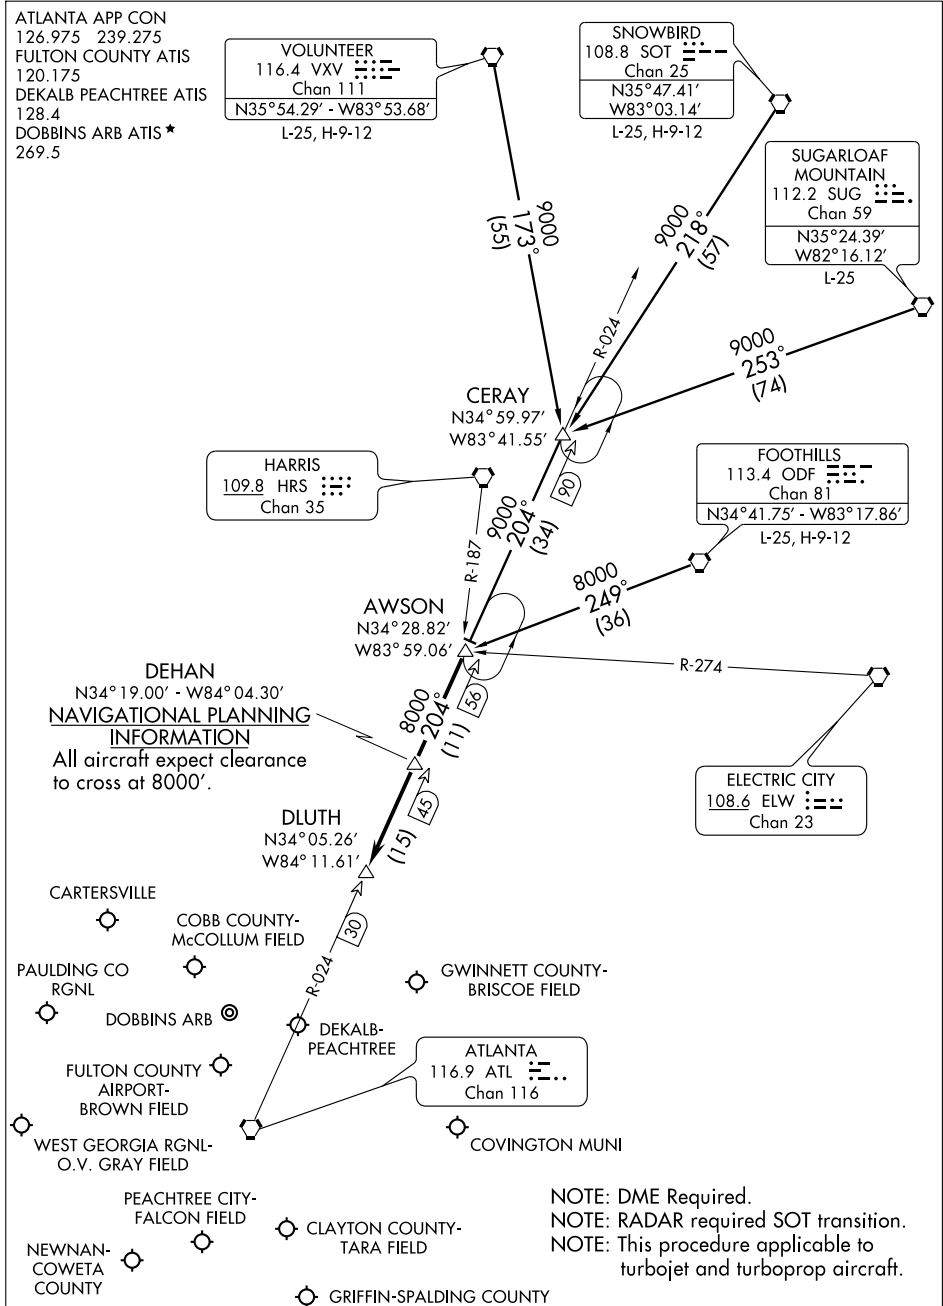 ATLANTA APP CON
126.975 239.275
FULTON COUNTY ATIS
120.175
DEKALB PEACHTREE ATIS
128.4
DOBBINS ARB ATIS ★
269.5
VOLUNTEER
116.4 VXV
Chan 111
N35°54.29' - W83°53.68'
L-25, H-9-12
SNOWBIRD
108.8 SOT
Chan 25
N35°47.41'
W83°03.14'
L-25, H-9-12
SUGARLOAF
MOUNTAIN
112.2 SUG
Chan 59
N35°24.39'
W82°16.12'
L-25
9000
173°
(55)
9000
218°
(57)
R-024
9000
253°
(74)
CERAY
N34°59.97'
W83°41.55'
90
HARRIS
109.8 HRS
Chan 35
FOOTHILLS
113.4 ODF
Chan 81
N34°41.75' - W83°17.86'
L-25, H-9-12
9000
204°
(34)
R-187
8000
249°
(36)
AWSON
N34°28.82'
W83°59.06'
R-274
56
DEHAN
N34°19.00' - W84°04.30'
NAVIGATIONAL PLANNING
INFORMATION
All aircraft expect clearance
to cross at 8000'.
8000
204°
(11)
45
ELECTRIC CITY
108.6 ELW
Chan 23
DLUTH
N34°05.26'
W84°11.61'
(15)
30
R-024
CARTERSVILLE
COBB COUNTY-
McCOLLUM FIELD
PAULDING CO
RGNL
DOBBINS ARB
GWINNETT COUNTY-
BRISCOE FIELD
DEKALB-
PEACHTREE
FULTON COUNTY
AIRPORT-
BROWN FIELD
ATLANTA
116.9 ATL
Chan 116
WEST GEORGIA RGNL-
O.V. GRAY FIELD
COVINGTON MUNI
PEACHTREE CITY-
FALCON FIELD
CLAYTON COUNTY-
TARA FIELD
NEWNAN-
COWETA
COUNTY
GRIFFIN-SPALDING COUNTY
NOTE: DME Required.
NOTE: RADAR required SOT transition.
NOTE: This procedure applicable to
turbojet and turboprop aircraft.